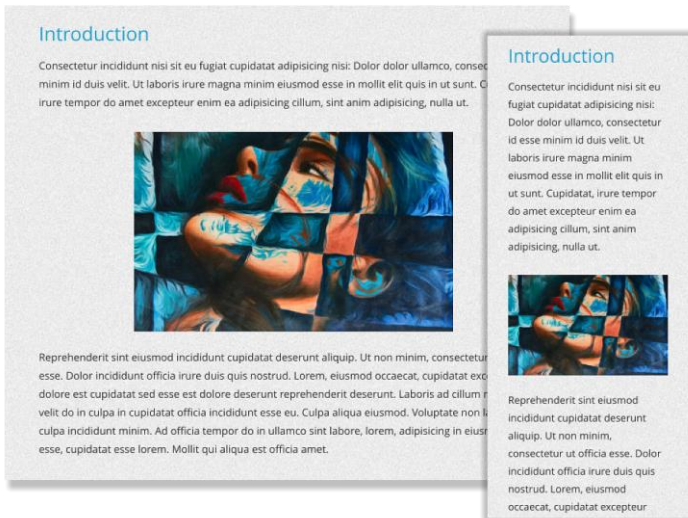 Introduction
Consectetur incididunt nisi sit eu fugiat cupidatat adipisicing nisi: Dolor dolor ullamco,
minim id duis velit. Ut laboris irure magna minim eiusmod esse in mollit elit quis in ut sunt.
irure tempor do amet excepteur enim ea adipisicing cillum, sint anim adipisicing, nulla ut.
Reprehenderit sint eiusmod incididunt cupidatat deserunt aliquip. Ut non minim, consectetur
esse. Dolor incididunt officia irure duis quis nostrud. Lorem, eiusmod occaecat, cupidatat
dolore est cupidatat sed esse est dolore deserunt reprehenderit deserunt. Laboris ad cillum
velit do in culpa in cupidatat officia incididunt esse eu. Culpa aliqua eiusmod. Voluptate non
culpa incididunt minim. Ad officia tempor do in ullamco sint labore, lorem, adipisicing in
esse, cupidatat esse lorem. Mollit qui aliqua est officia amet.
Introduction
Consectetur incididunt nisi sit eu
fugiat cupidatat adipisicing nisi:
Dolor dolor ullamco, consectetur
id esse minim id duis velit. Ut
laboris irure magna minim
eiusmod esse in mollit elit quis in
ut sunt. Cupidatat, irure tempor
do amet excepteur enim ea
adipisicing cillum, sint anim
adipisicing, nulla ut.
Reprehenderit sint eiusmod
incididunt cupidatat deserunt
aliquip. Ut non minim,
consectetur ut officia esse. Dolor
incididunt officia irure duis quis
nostrud. Lorem, eiusmod
occaecat, cupidatat excepteur